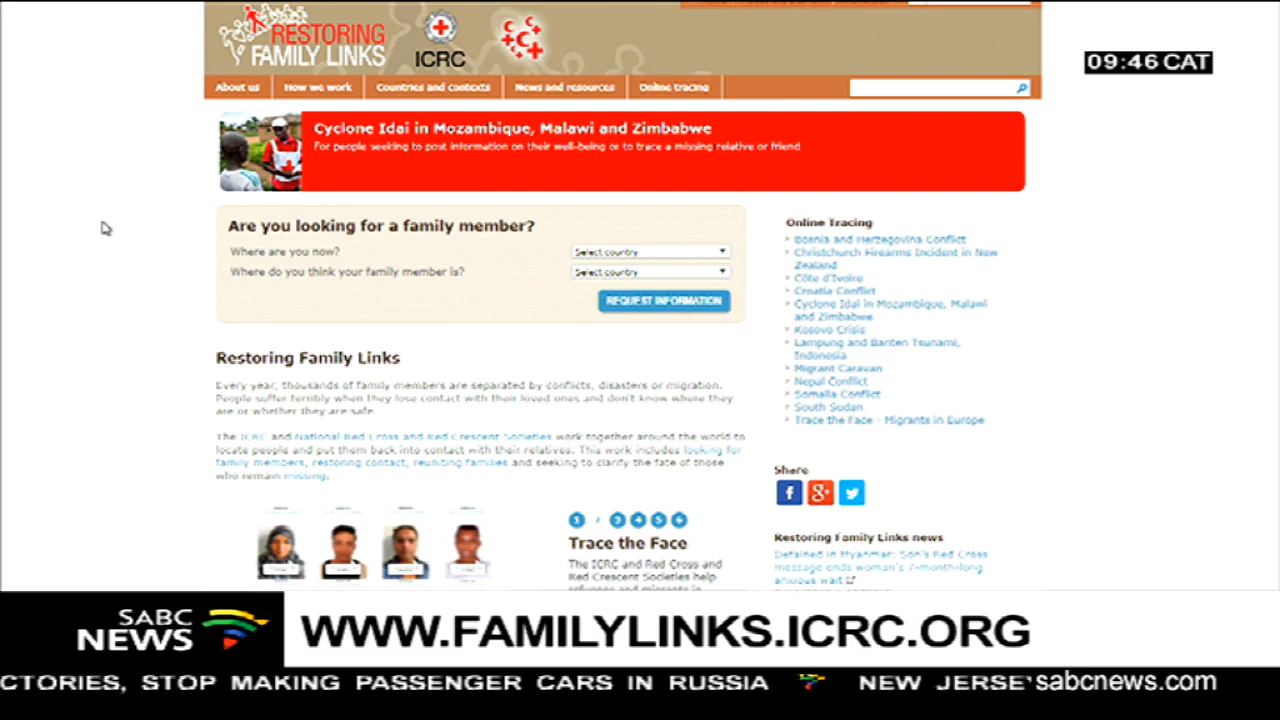 RESTORING
FAMILY LINKS
ICRC
09:46 CAT
About us
How we work
Countries and contexts
News and resources
Online tracing
Cyclone Idai in Mozambique, Malawi and Zimbabwe
For people seeking to post information on their well-being or to trace a missing relative or friend
Are you looking for a family member?
Where are you now?
Select country
Where do you think your family member is?
Select country
REQUEST INFORMATION
Restoring Family Links
Every year, thousands of family members are separated by conflicts, disasters or migration.
People suffer terribly when they lose contact with their loved ones and don't know where they
are or whether they are safe.
The ICRC and National Red Cross and Red Crescent Societies work together around the world to
locate people and put them back into contact with their relatives. This work includes looking for
family members, restoring contact, reuniting families and seeking to clarify the fate of those
who remain missing.
1 / 3 4 5 6
Trace the Face
The ICRC and Red Cross and
Red Crescent Societies help
refugees and migrants in
Online Tracing
Bosnia and Herzegovina Conflict
Christchurch Firearms Incident in New
Zealand
Côte d'Ivoire
Croatia Conflict
Cyclone Idai in Mozambique, Malawi
and Zimbabwe
Kosovo Crisis
Lampung and Banten Tsunami,
Indonesia
Migrant Caravan
Nepal Conflict
Somalia Conflict
South Sudan
Trace the Face - Migrants in Europe
Share
f g+
Restoring Family Links news
Detained in Myanmar: Son's Red Cross
message ends woman's 7-month-long
anxious wait
SABC
NEWS
WWW.FAMILYLINKS.ICRC.ORG
CTORIES, STOP MAKING PASSENGER CARS IN RUSSIA
NEW JERSE
sabcnews.com